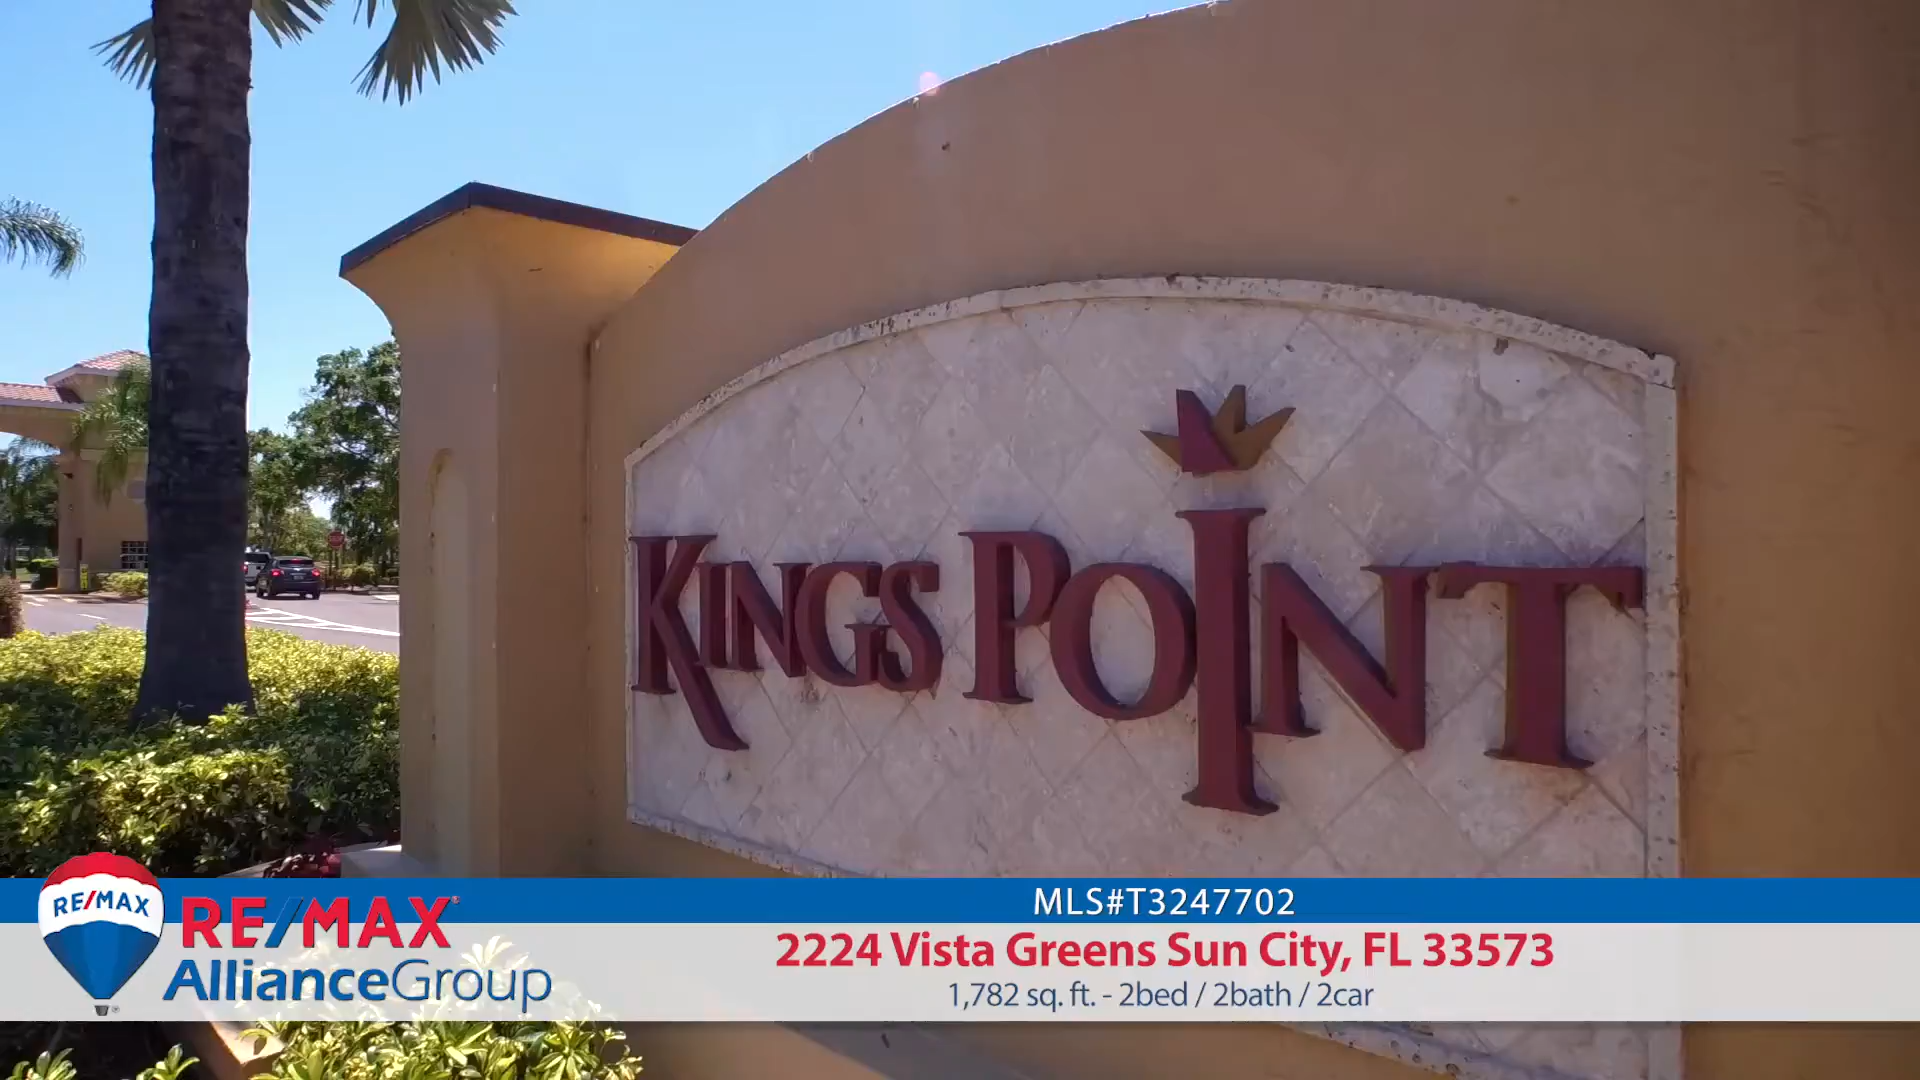 KINGS POINT
RE/MAX
RE/MAX
AllianceGroup
MLS#T3247702
2224 Vista Greens Sun City, FL 33573
1,782 sq. ft. - 2bed / 2bath / 2car